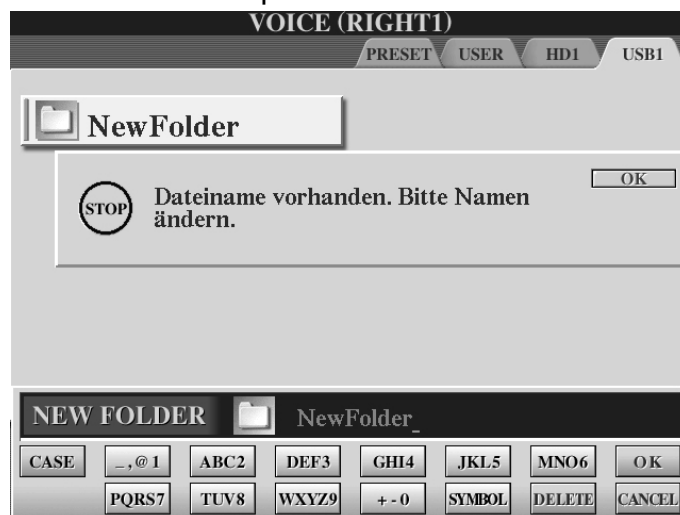 VOICE (RIGHT1)
PRESET USER HD1 USB1
NewFolder
OK
Dateiname vorhanden. Bitte Namen
STOP
ändern.
NEW FOLDER NewFolder_
CASE _,@1 ABC2 DEF3 GHI4 JKL5 MNO6 OK
PQRS7 TUV8 WXYZ9 +-0 SYMBOL DELETE CANCEL